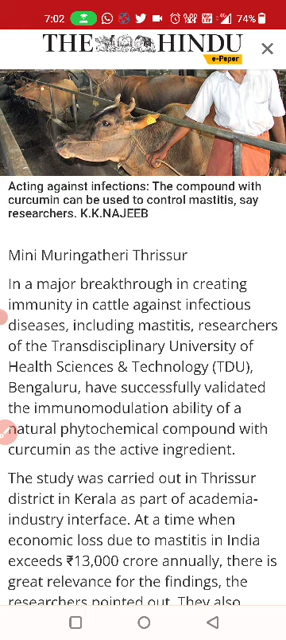 7:02 74%
THE HINDU
e-Paper
Acting against infections: The compound with
curcumin can be used to control mastitis, say
researchers. K.K.NAJEEB
Mini Muringatheri Thrissur
In a major breakthrough in creating
immunity in cattle against infectious
diseases, including mastitis, researchers
of the Transdisciplinary University of
Health Sciences & Technology (TDU),
Bengaluru, have successfully validated
the immunomodulation ability of a
natural phytochemical compound with
curcumin as the active ingredient.
The study was carried out in Thrissur
district in Kerala as part of academia-
industry interface. At a time when
economic loss due to mastitis in India
exceeds ₹13,000 crore annually, there is
great relevance for the findings, the
researchers pointed out. They also